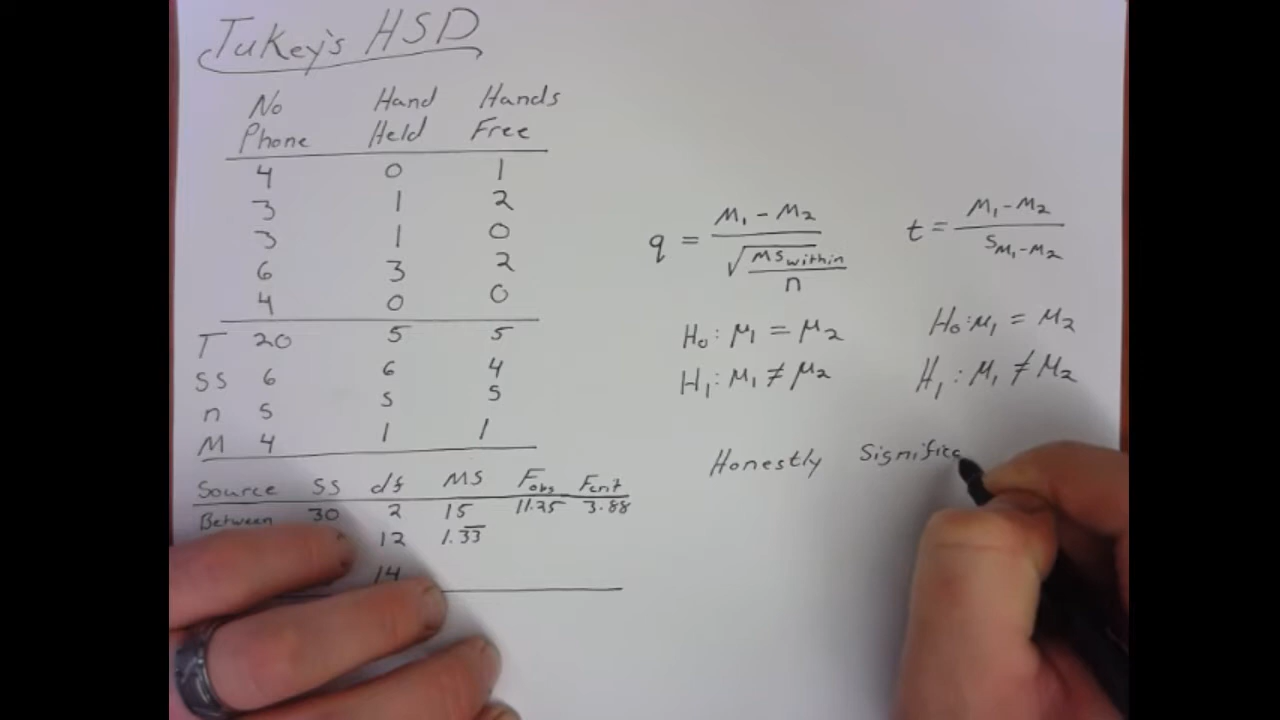 Tukey's HSD
No Hand Hands
Phone Held Free
4 0 1
3 1 2
3 1 0
6 3 2
4 0 0
T 20 5 5
SS 6 6 4
n 5 5 5
M 4 1 1
Source SS df MS Fobs Fcrit
Between 30 2 15 11.25 3.88
12 1.33
14
q = M₁ - M₂
√ MSwithin
n
H₀: μ₁ = μ₂
H₁: μ₁ ≠ μ₂
t = M₁ - M₂
S M₁ - M₂
H₀: μ₁ = μ₂
H₁: μ₁ ≠ μ₂
Honestly Significa